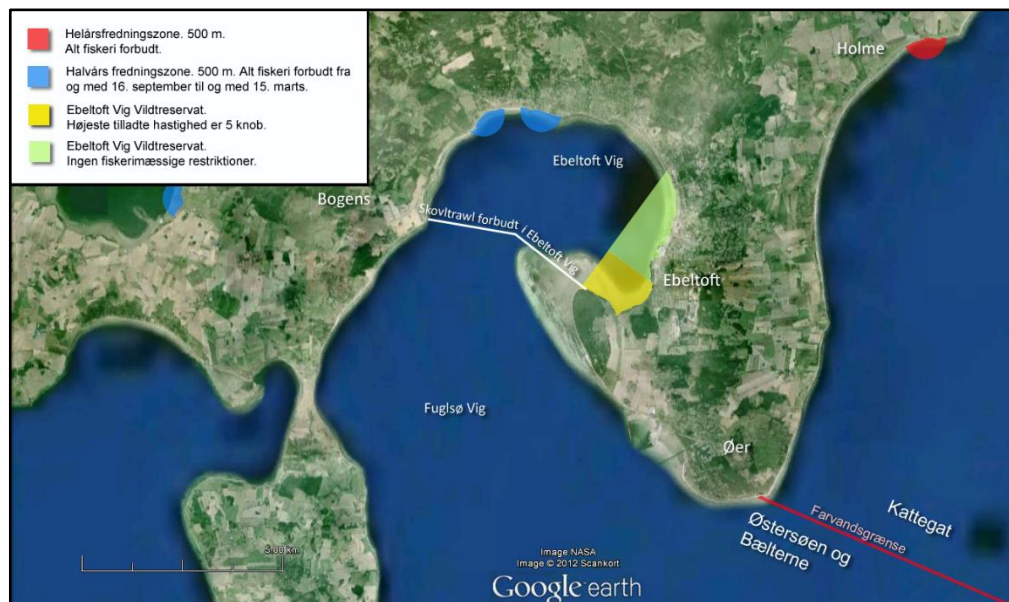 Helårsfredningszone. 500 m.
Alt fiskeri forbudt.
Halvårs fredningszone. 500 m. Alt fiskeri forbudt fra
og med 16. september til og med 15. marts.
Ebeltoft Vig Vildtreservat.
Højeste tilladte hastighed er 5 knob.
Ebeltoft Vig Vildtreservat.
Ingen fiskerimæssige restriktioner.
Holme
Ebeltoft Vig
Bogens
Skovltrawl forbudt i Ebeltoft Vig
Ebeltoft
Fuglsø Vig
Øer
Kattegat
Farvandsgrænse
Østersøen og
Bælterne
5.00 km
Image NASA
Image © 2012 Scankort
Google earth